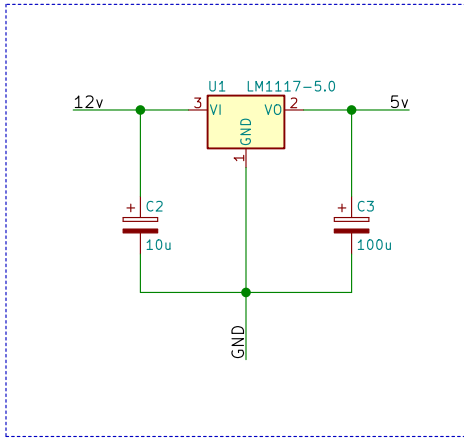 U1 LM1117-5.0
12v 3 VI VO 2 5v
GND
1
+ C2
10u
+ C3
100u
GND